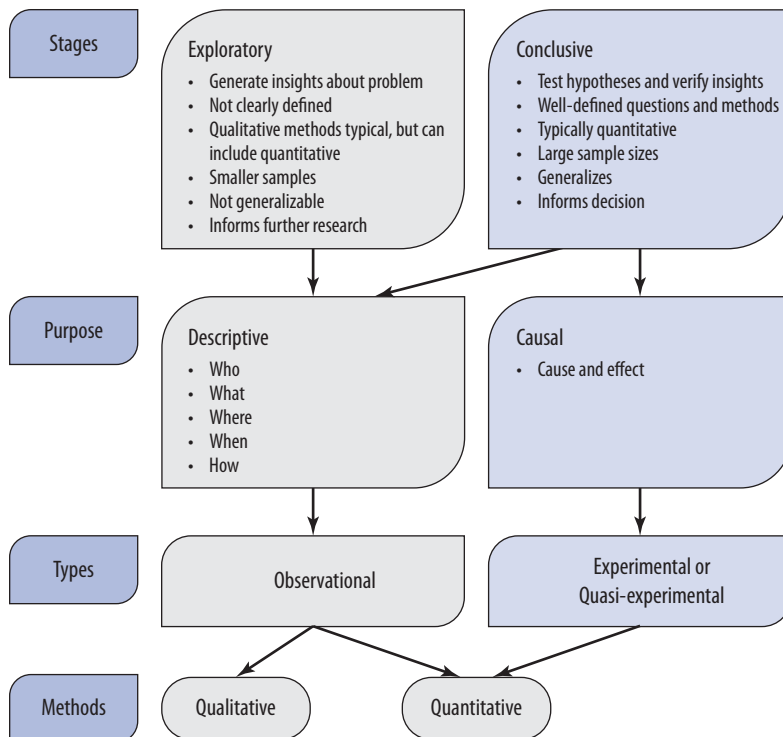 Stages
Exploratory
• Generate insights about problem
• Not clearly defined
• Qualitative methods typical, but can
include quantitative
• Smaller samples
• Not generalizable
• Informs further research
Conclusive
• Test hypotheses and verify insights
• Well-defined questions and methods
• Typically quantitative
• Large sample sizes
• Generalizes
• Informs decision
Purpose
Descriptive
• Who
• What
• Where
• When
• How
Causal
• Cause and effect
Types
Observational
Experimental or
Quasi-experimental
Methods
Qualitative
Quantitative